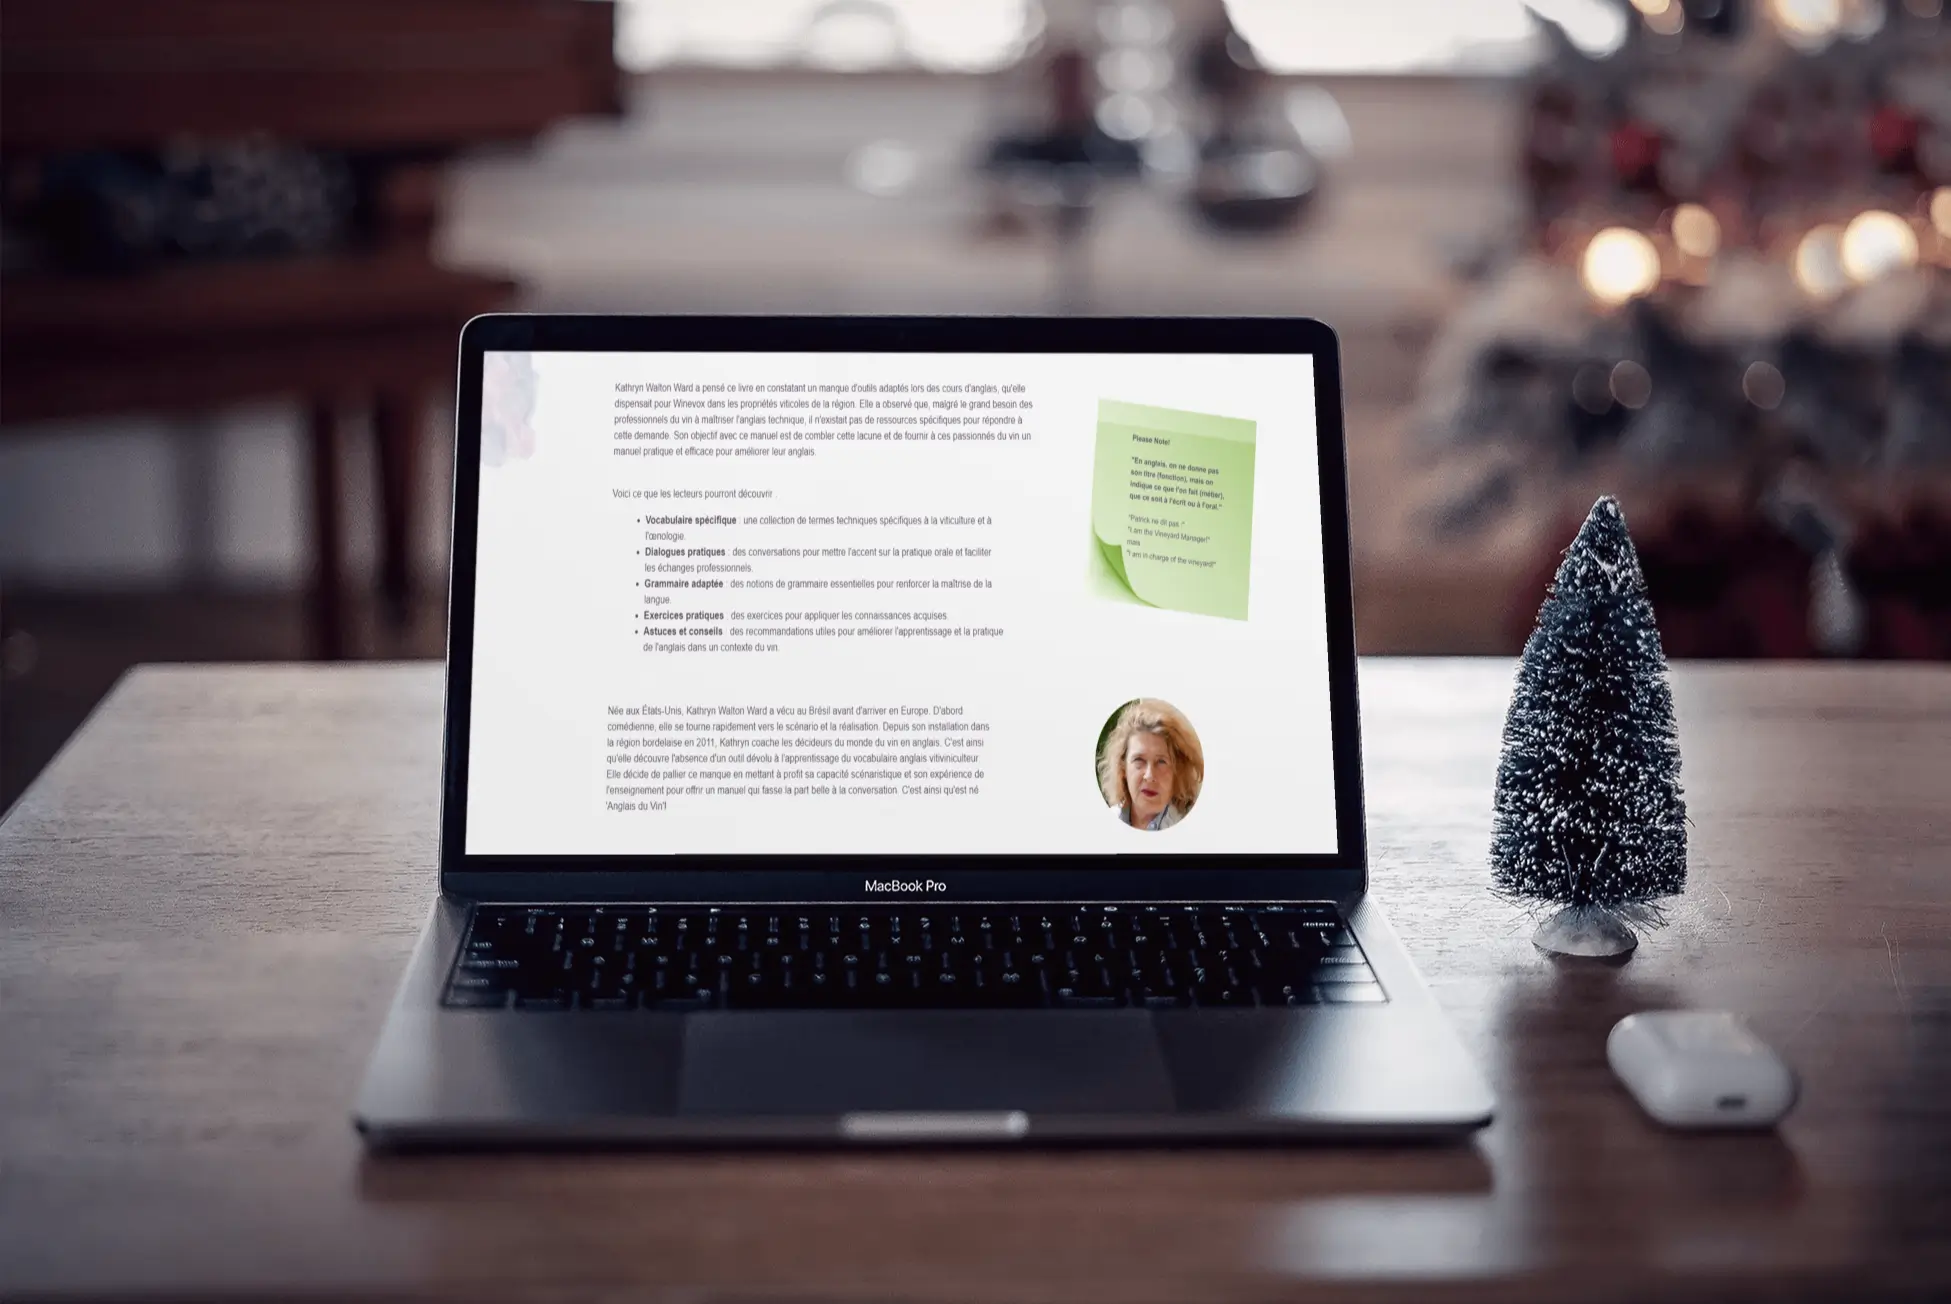 Kathryn Walton Ward a pensé ce livre en constatant un manque d'outils adaptés lors des cours d'anglais, qu'elle
dispensait pour Winevox dans les propriétés viticoles de la région. Elle a observé que, malgré le grand besoin des
professionnels du vin à maîtriser l'anglais technique, il n'existait pas de ressources spécifiques pour répondre à
cette demande. Son objectif avec ce manuel est de combler cette lacune et de fournir à ces passionnés du vin un
manuel pratique et efficace pour améliorer leur anglais.
Voici ce que les lecteurs pourront découvrir :
• Vocabulaire spécifique : une collection de termes techniques spécifiques à la viticulture et à
l'œnologie.
• Dialogues pratiques : des conversations pour mettre l'accent sur la pratique orale et faciliter
les échanges professionnels.
• Grammaire adaptée : des notions de grammaire essentielles pour renforcer la maîtrise de la
langue.
• Exercices pratiques : des exercices pour appliquer les connaissances acquises.
• Astuces et conseils : des recommandations utiles pour améliorer l'apprentissage et la pratique
de l'anglais dans un contexte du vin.
Please Note!
"En anglais, on ne donne pas
son titre (fonction), mais on
indique ce que l'on fait (métier),
que ce soit à l'écrit ou à l'oral."
"Patrick ne dit pas :"
"I am the Vineyard Manager!"
mais
"I am in charge of the vineyard!"
Née aux États-Unis, Kathryn Walton Ward a vécu au Brésil avant d'arriver en Europe. D'abord
comédienne, elle se tourne rapidement vers le scénario et la réalisation. Depuis son installation dans
la région bordelaise en 2011, Kathryn coache les décideurs du monde du vin en anglais. C'est ainsi
qu'elle découvre l'absence d'un outil dévolu à l'apprentissage du vocabulaire anglais vitiviniculteur.
Elle décide de pallier ce manque en mettant à profit sa capacité scénaristique et son expérience de
l'enseignement pour offrir un manuel qui fasse la part belle à la conversation. C'est ainsi qu'est né
'Anglais du Vin'!
MacBook Pro